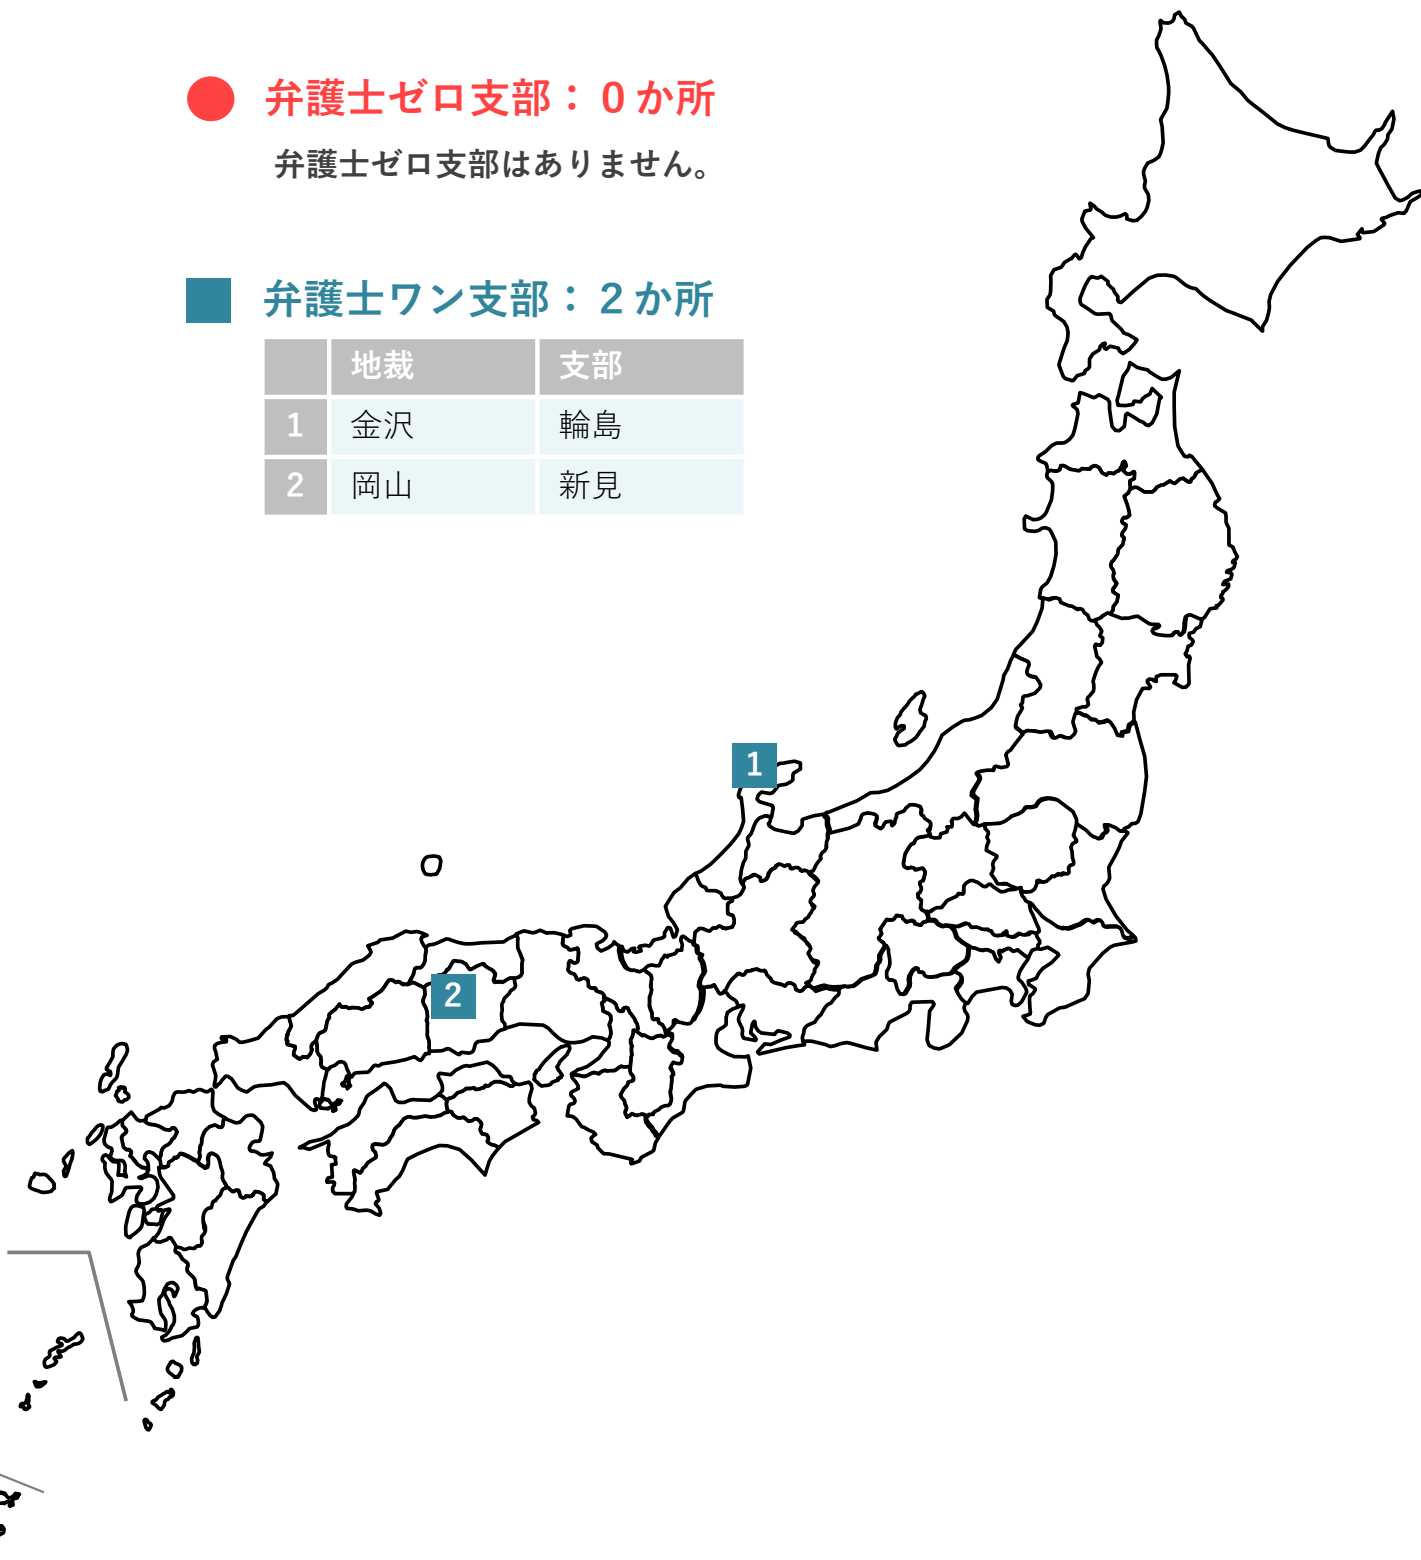 弁護士ゼロ支部：０か所
弁護士ゼロ支部はありません。
弁護士ワン支部：２か所
地裁 支部
1 金沢 輪島
2 岡山 新見
1
2